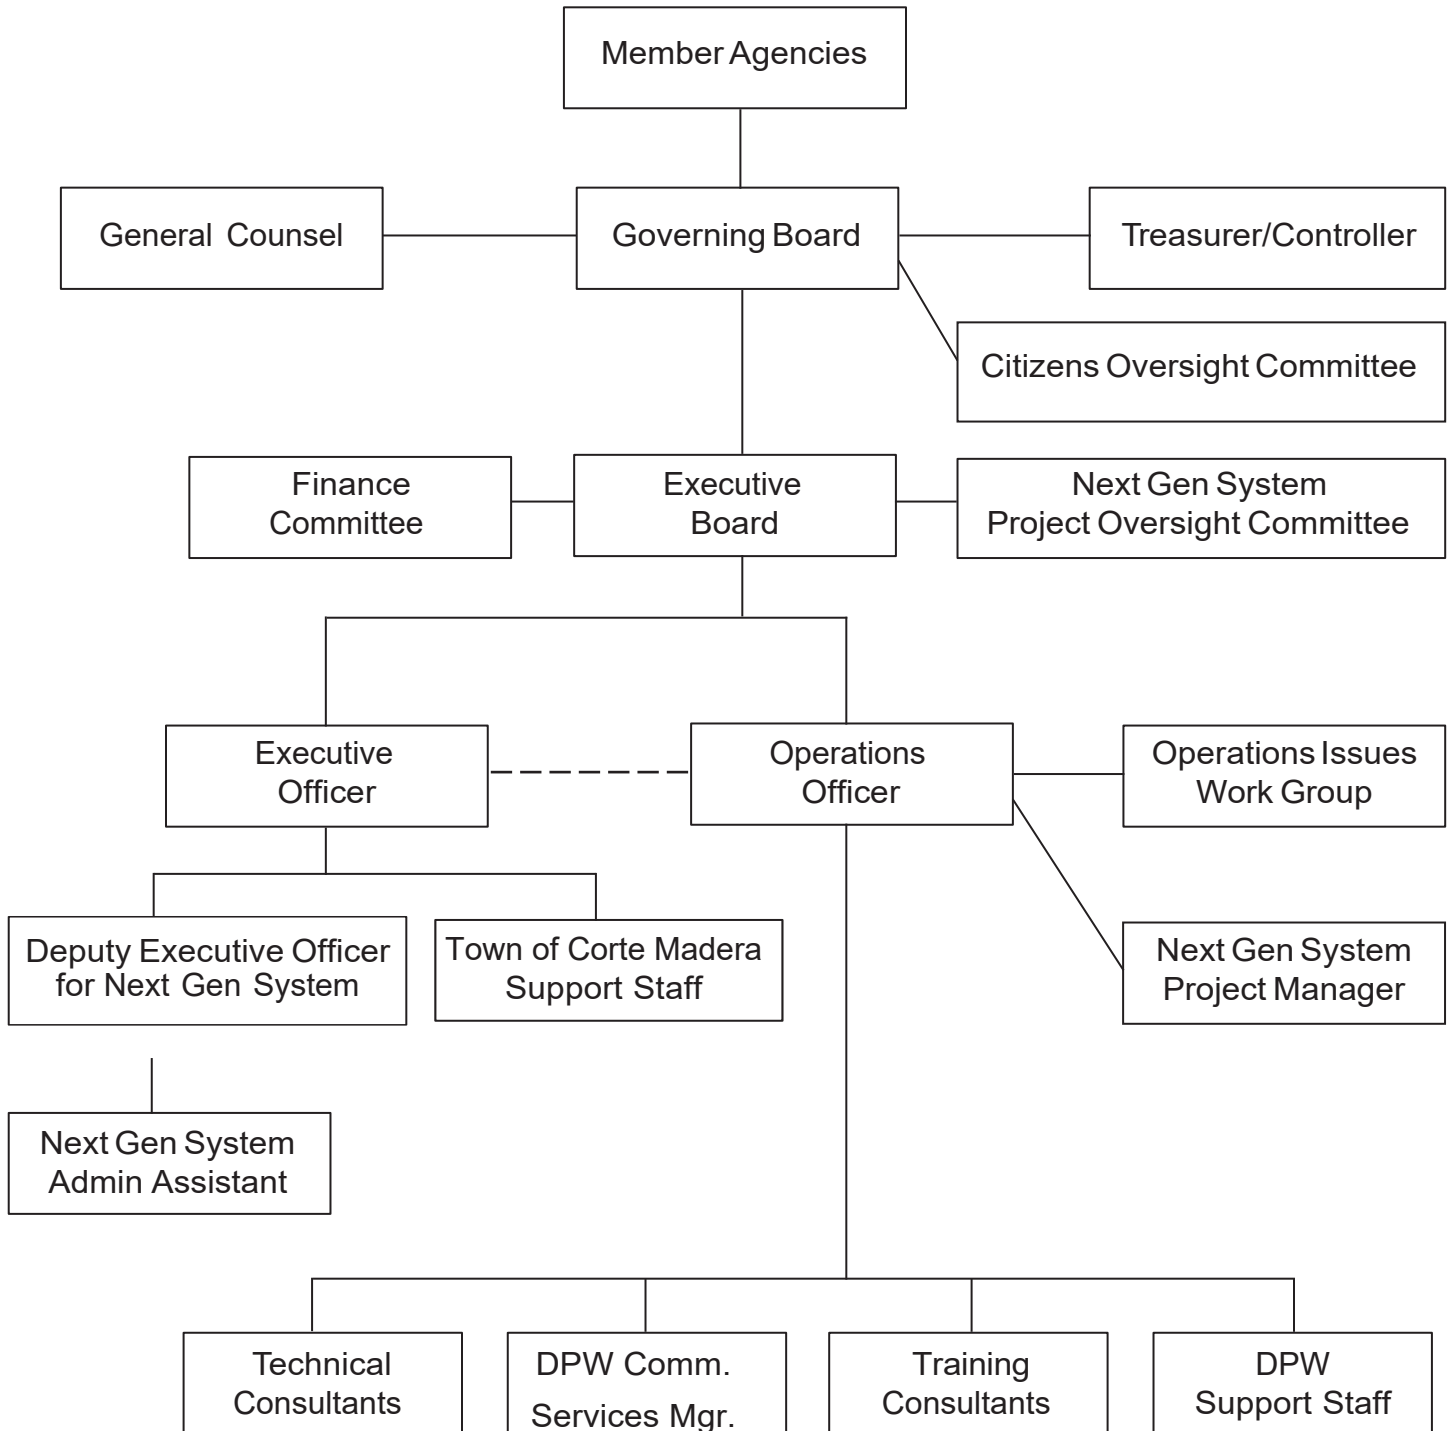 Member Agencies
General Counsel
Governing Board
Treasurer/Controller
Citizens Oversight Committee
Finance
Committee
Executive
Board
Next Gen System
Project Oversight Committee
Executive
Officer
Operations
Officer
Operations Issues
Work Group
Deputy Executive Officer
for Next Gen System
Town of Corte Madera
Support Staff
Next Gen System
Project Manager
Next Gen System
Admin Assistant
Technical
Consultants
DPW Comm.
Services Mgr.
Training
Consultants
DPW
Support Staff